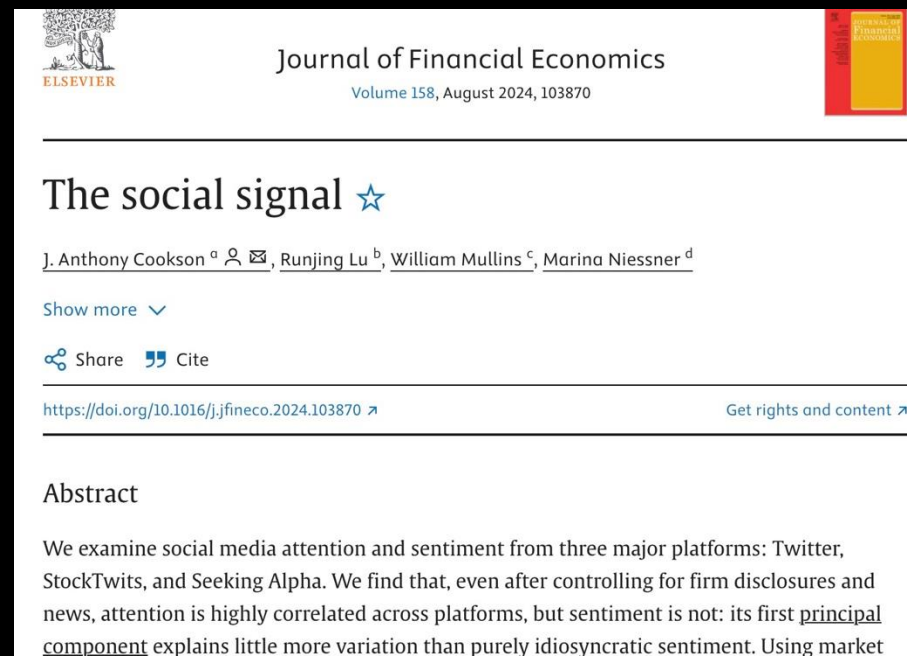 ELSEVIER
Journal of Financial Economics
Volume 158, August 2024, 103870
JOURNAL OF
Financial
ECONOMICS
The social signal ☆
J. Anthony Cookson a, Runjing Lu b, William Mullins c, Marina Niessner d
Show more
Share Cite
https://doi.org/10.1016/j.jfineco.2024.103870 Get rights and content
Abstract
We examine social media attention and sentiment from three major platforms: Twitter,
StockTwits, and Seeking Alpha. We find that, even after controlling for firm disclosures and
news, attention is highly correlated across platforms, but sentiment is not: its first principal
component explains little more variation than purely idiosyncratic sentiment. Using market